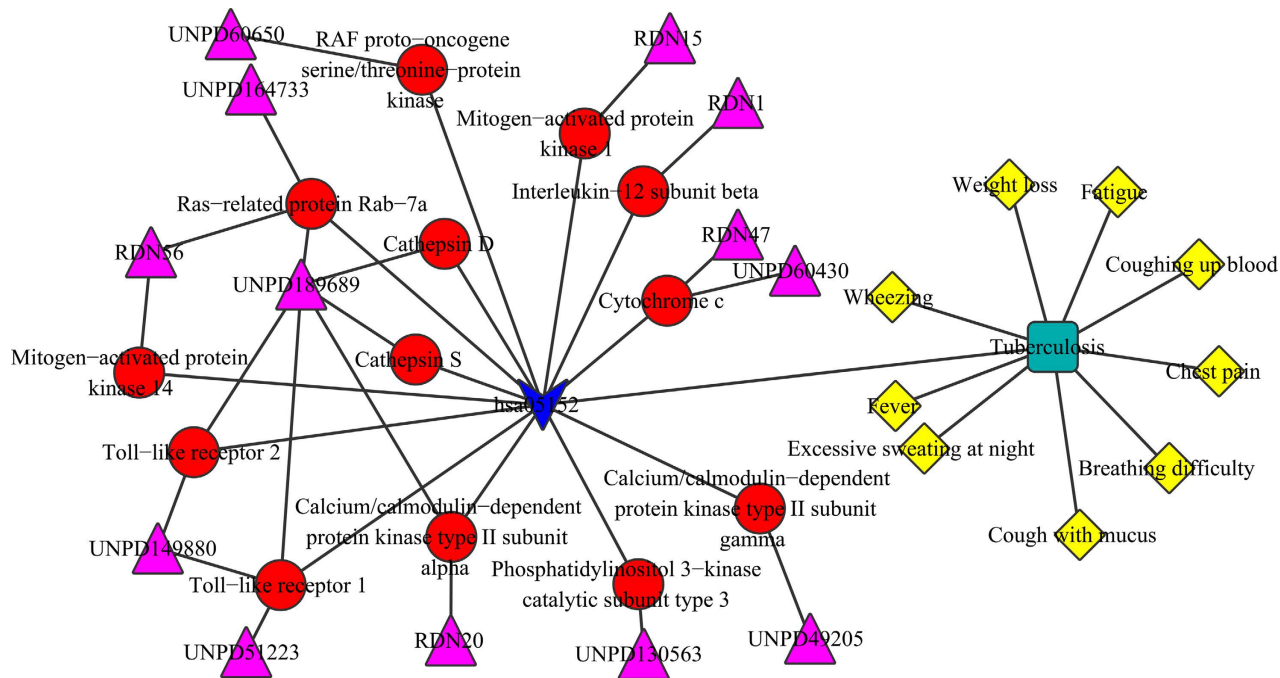 UNPD60650
RAF proto−oncogene
serine/threonine−protein
kinase
RDN15
UNPD164733
RDN1
Mitogen−activated protein
kinase 1
Interleukin−12 subunit beta
Weight loss
Fatigue
Ras−related protein Rab−7a
RDN56
Cathepsin D
RDN47
UNPD60430
Coughing up blood
UNPD189689
Cytochrome c
Wheezing
Mitogen−activated protein
kinase 14
Cathepsin S
Tuberculosis
Chest pain
hsa05152
Fever
Toll−like receptor 2
Excessive sweating at night
Breathing difficulty
Calcium/calmodulin−dependent
protein kinase type II subunit
alpha
Calcium/calmodulin−dependent
protein kinase type II subunit
gamma
Cough with mucus
UNPD149880
Toll−like receptor 1
Phosphatidylinositol 3−kinase
catalytic subunit type 3
UNPD51223
RDN20
UNPD130563
UNPD49205